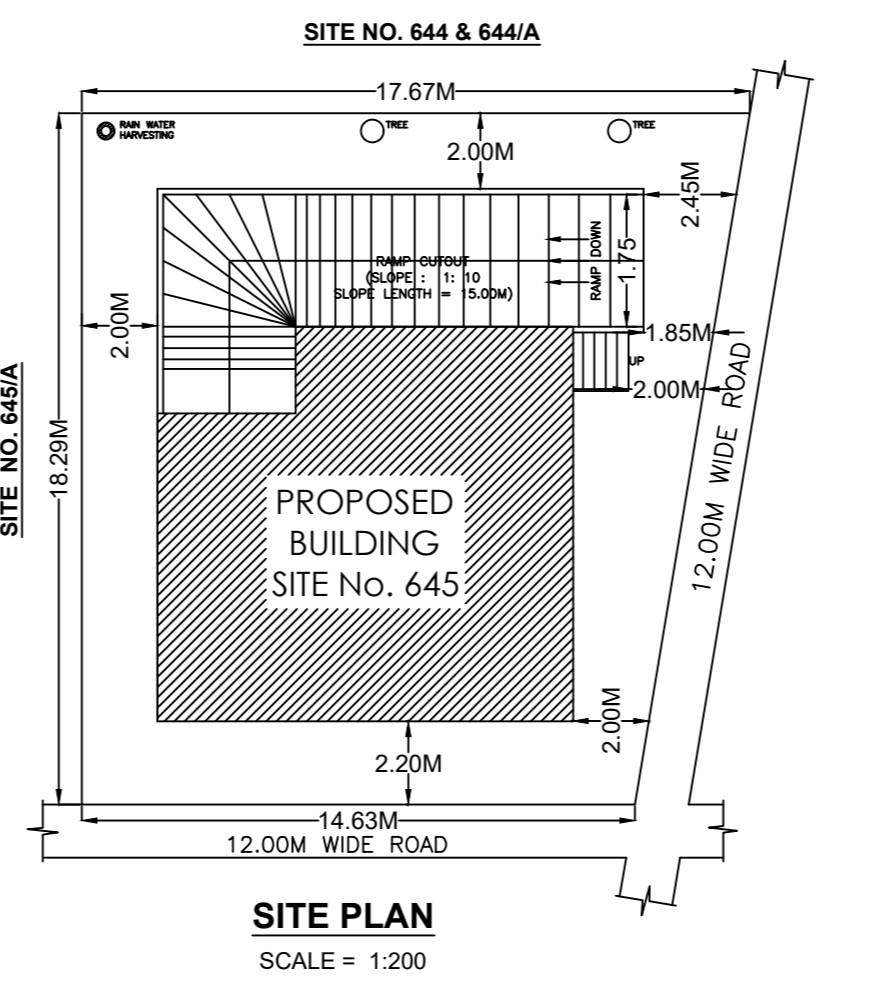 SITE NO. 644 & 644/A
17.67M
RAIN WATER
HARVESTING
TREE
TREE
2.00M
2.45M
RAMP DOWN
1.75
RAMP CUTOUT
(SLOPE : 1: 10
SLOPE LENGTH = 15.00M)
2.00M
1.85M
UP
2.00M
SITE NO. 645/A
18.29M
12.00M WIDE ROAD
PROPOSED
BUILDING
SITE No. 645
2.00M
2.20M
14.63M
12.00M WIDE ROAD
SITE PLAN
SCALE = 1:200